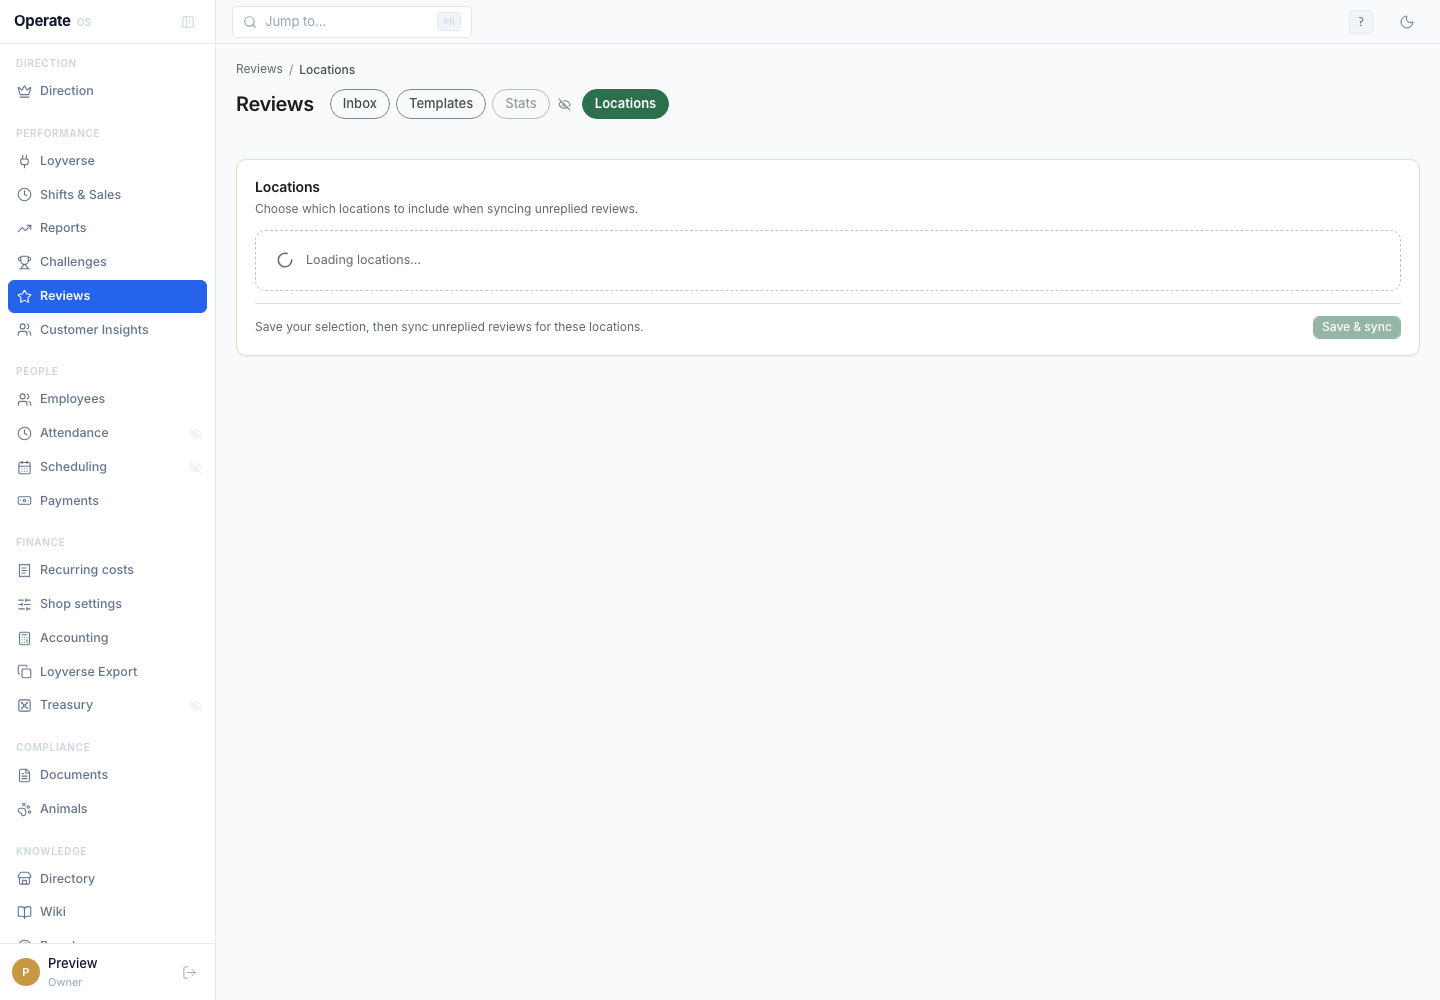 Operate OS
Jump to...
⌘K
?
DIRECTION
Direction
PERFORMANCE
Loyverse
Shifts & Sales
Reports
Challenges
Reviews
Customer Insights
PEOPLE
Employees
Attendance
Scheduling
Payments
FINANCE
Recurring costs
Shop settings
Accounting
Loyverse Export
Treasury
COMPLIANCE
Documents
Animals
KNOWLEDGE
Directory
Wiki
P
Preview
Owner
Reviews / Locations
Reviews
Inbox
Templates
Stats
Locations
Locations
Choose which locations to include when syncing unreplied reviews.
Loading locations...
Save your selection, then sync unreplied reviews for these locations.
Save & sync